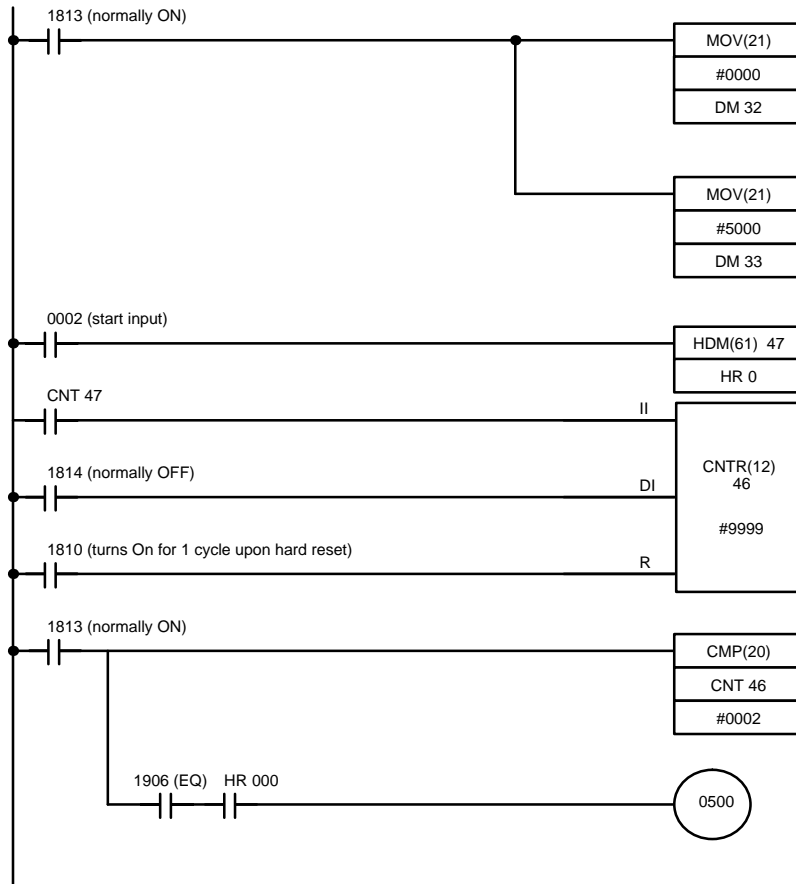 1813 (normally ON)
MOV(21)
#0000
DM 32
MOV(21)
#5000
DM 33
0002 (start input)
HDM(61) 47
HR 0
CNT 47
II
1814 (normally OFF)
DI
CNTR(12)
46
#9999
1810 (turns On for 1 cycle upon hard reset)
R
1813 (normally ON)
CMP(20)
CNT 46
#0002
1906 (EQ) HR 000
0500